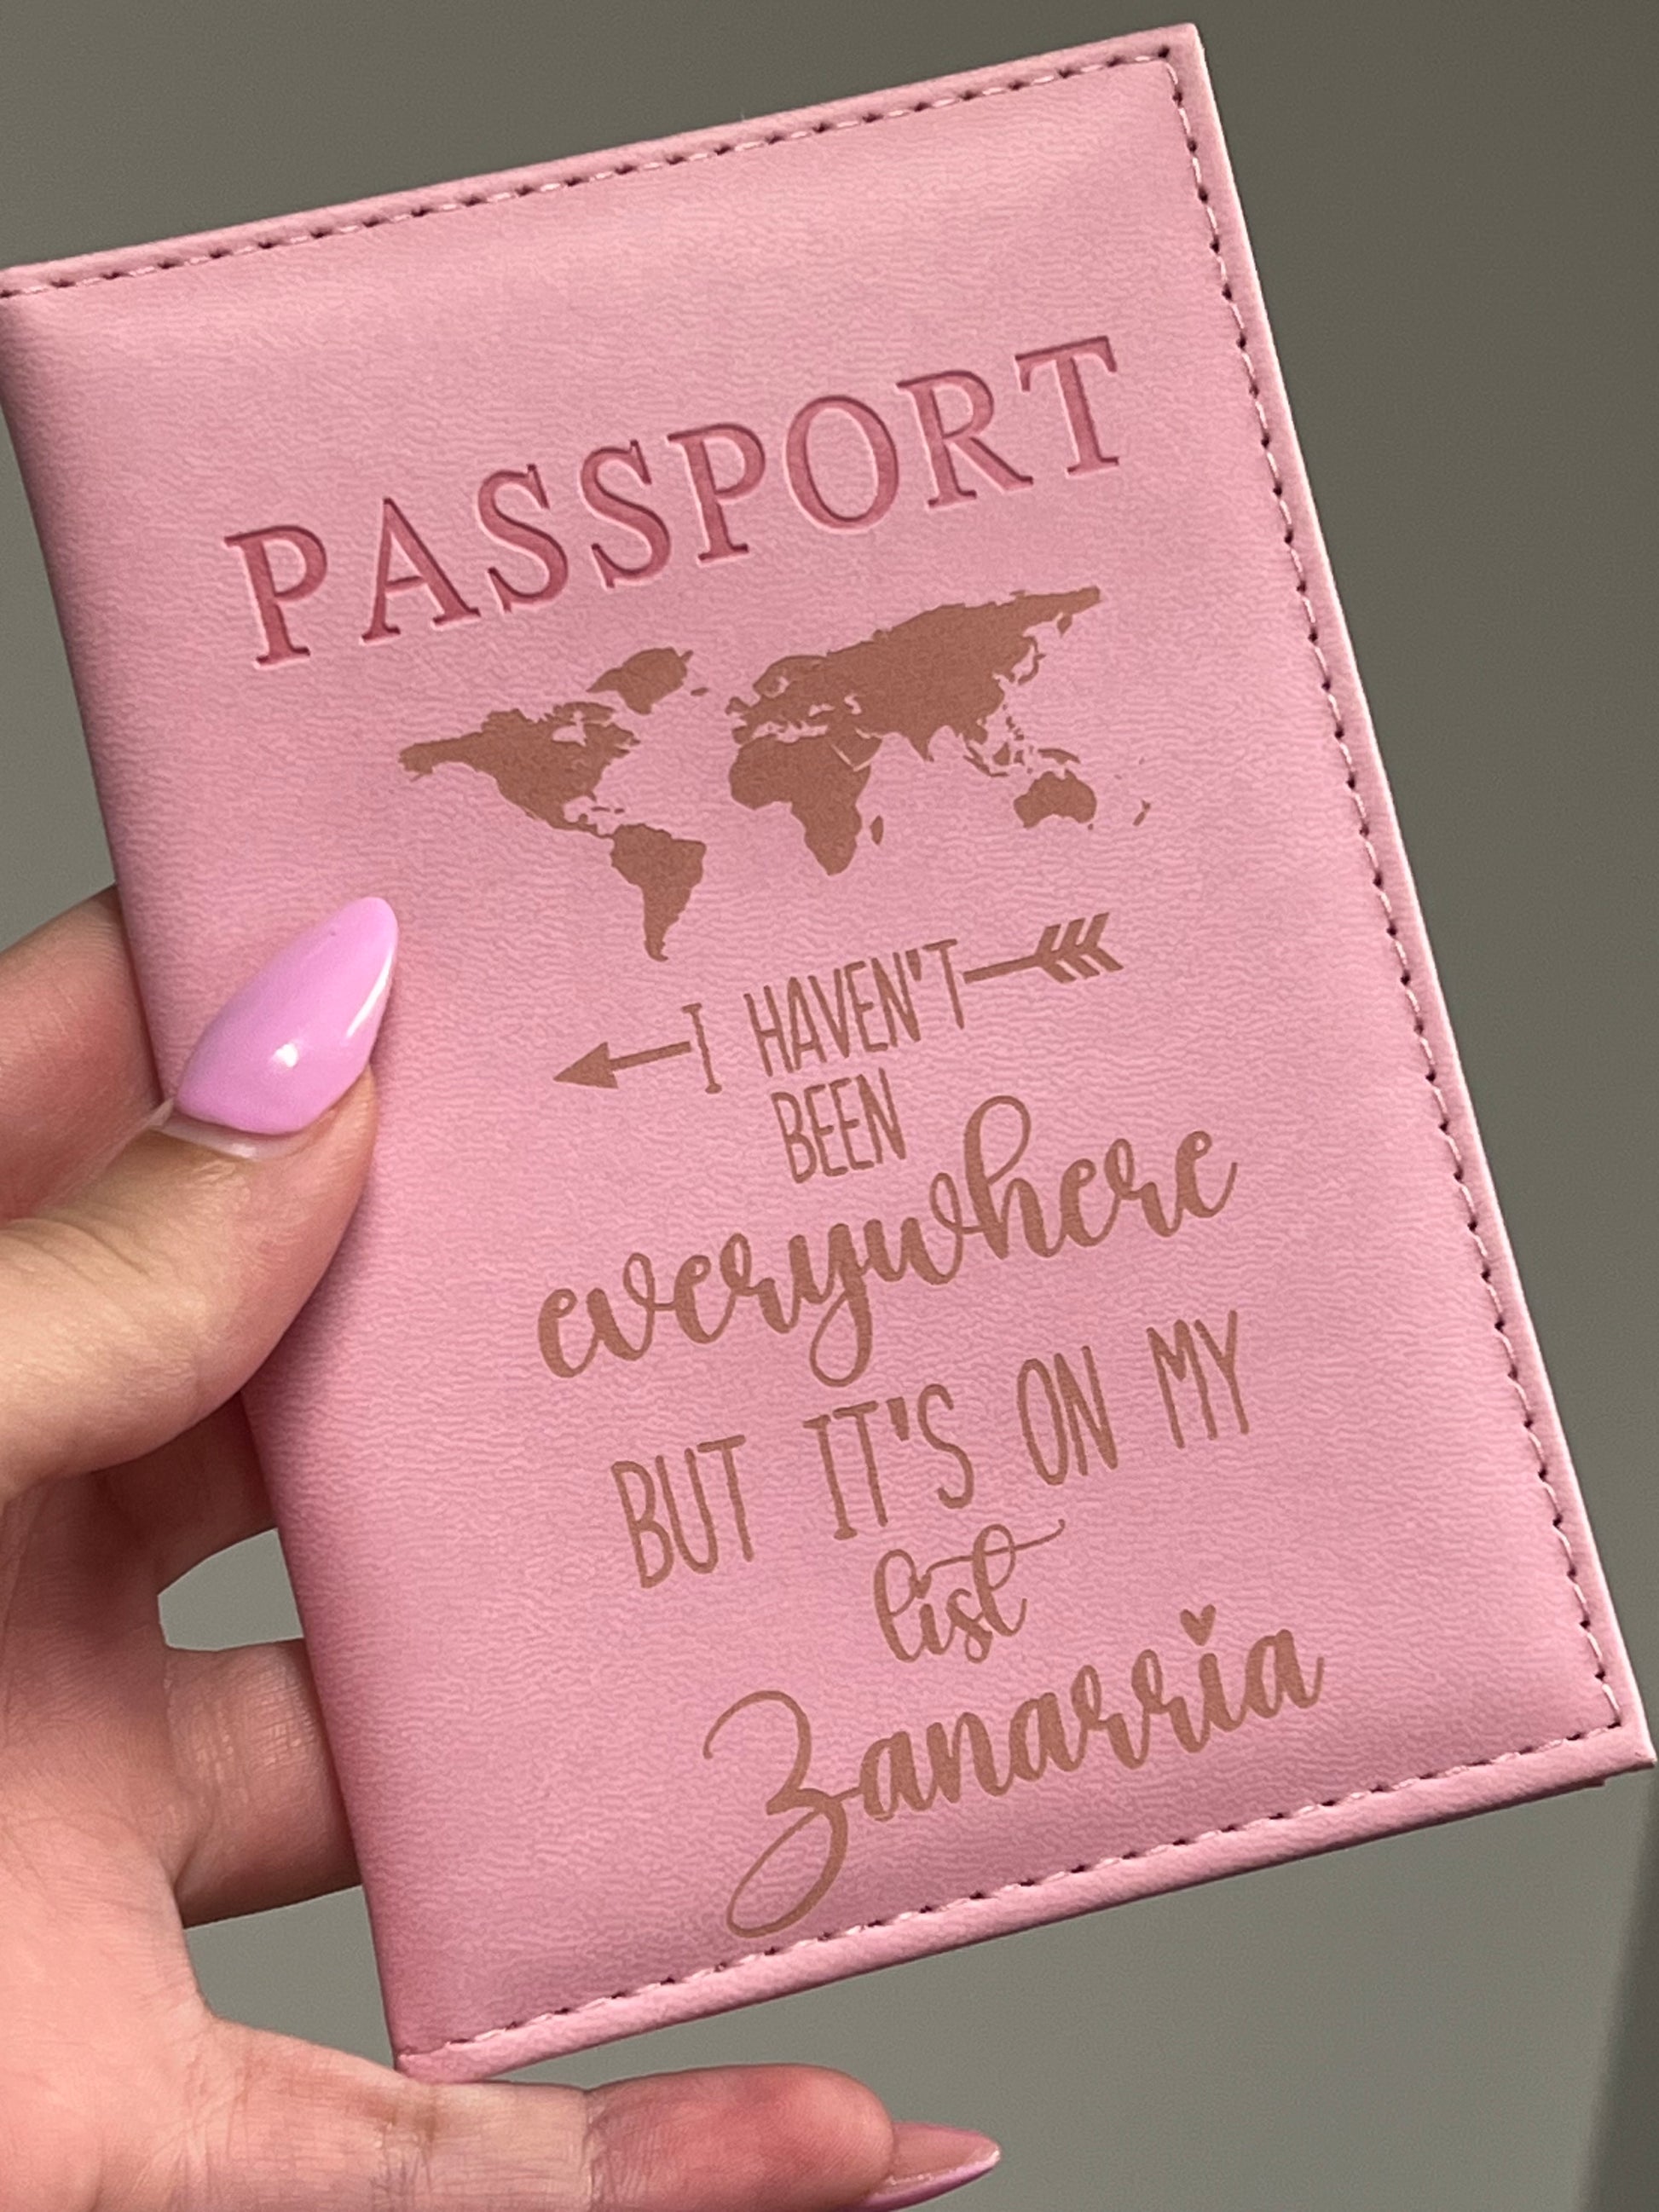 PASSPORT
I HAVEN'T
BEEN
everywhere
BUT IT'S ON MY
list
Zanarria